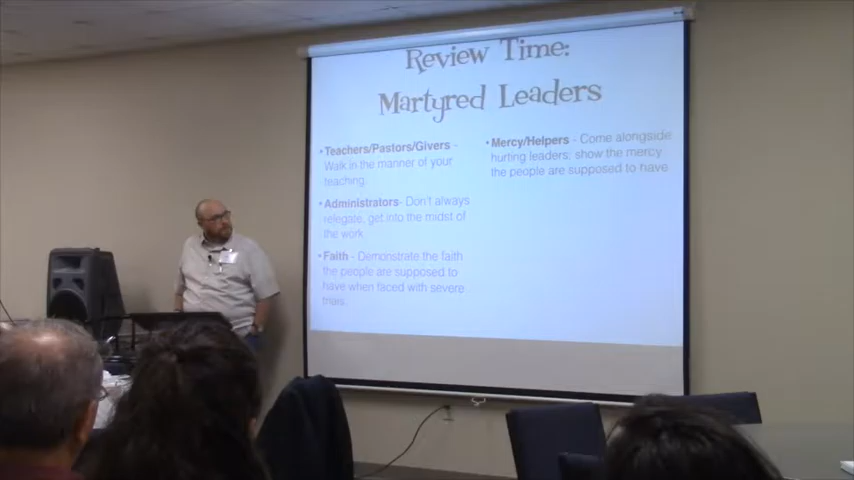 Review Time:
Martyred Leaders
• Teachers/Pastors/Givers -
Walk in the manner of your
teaching.
• Administrators- Don't always
relegate, get into the midst of
the work.
• Faith - Demonstrate the faith
the people are supposed to
have when faced with severe
trials.
• Mercy/Helpers - Come alongside
hurting leaders; show the mercy
the people are supposed to have